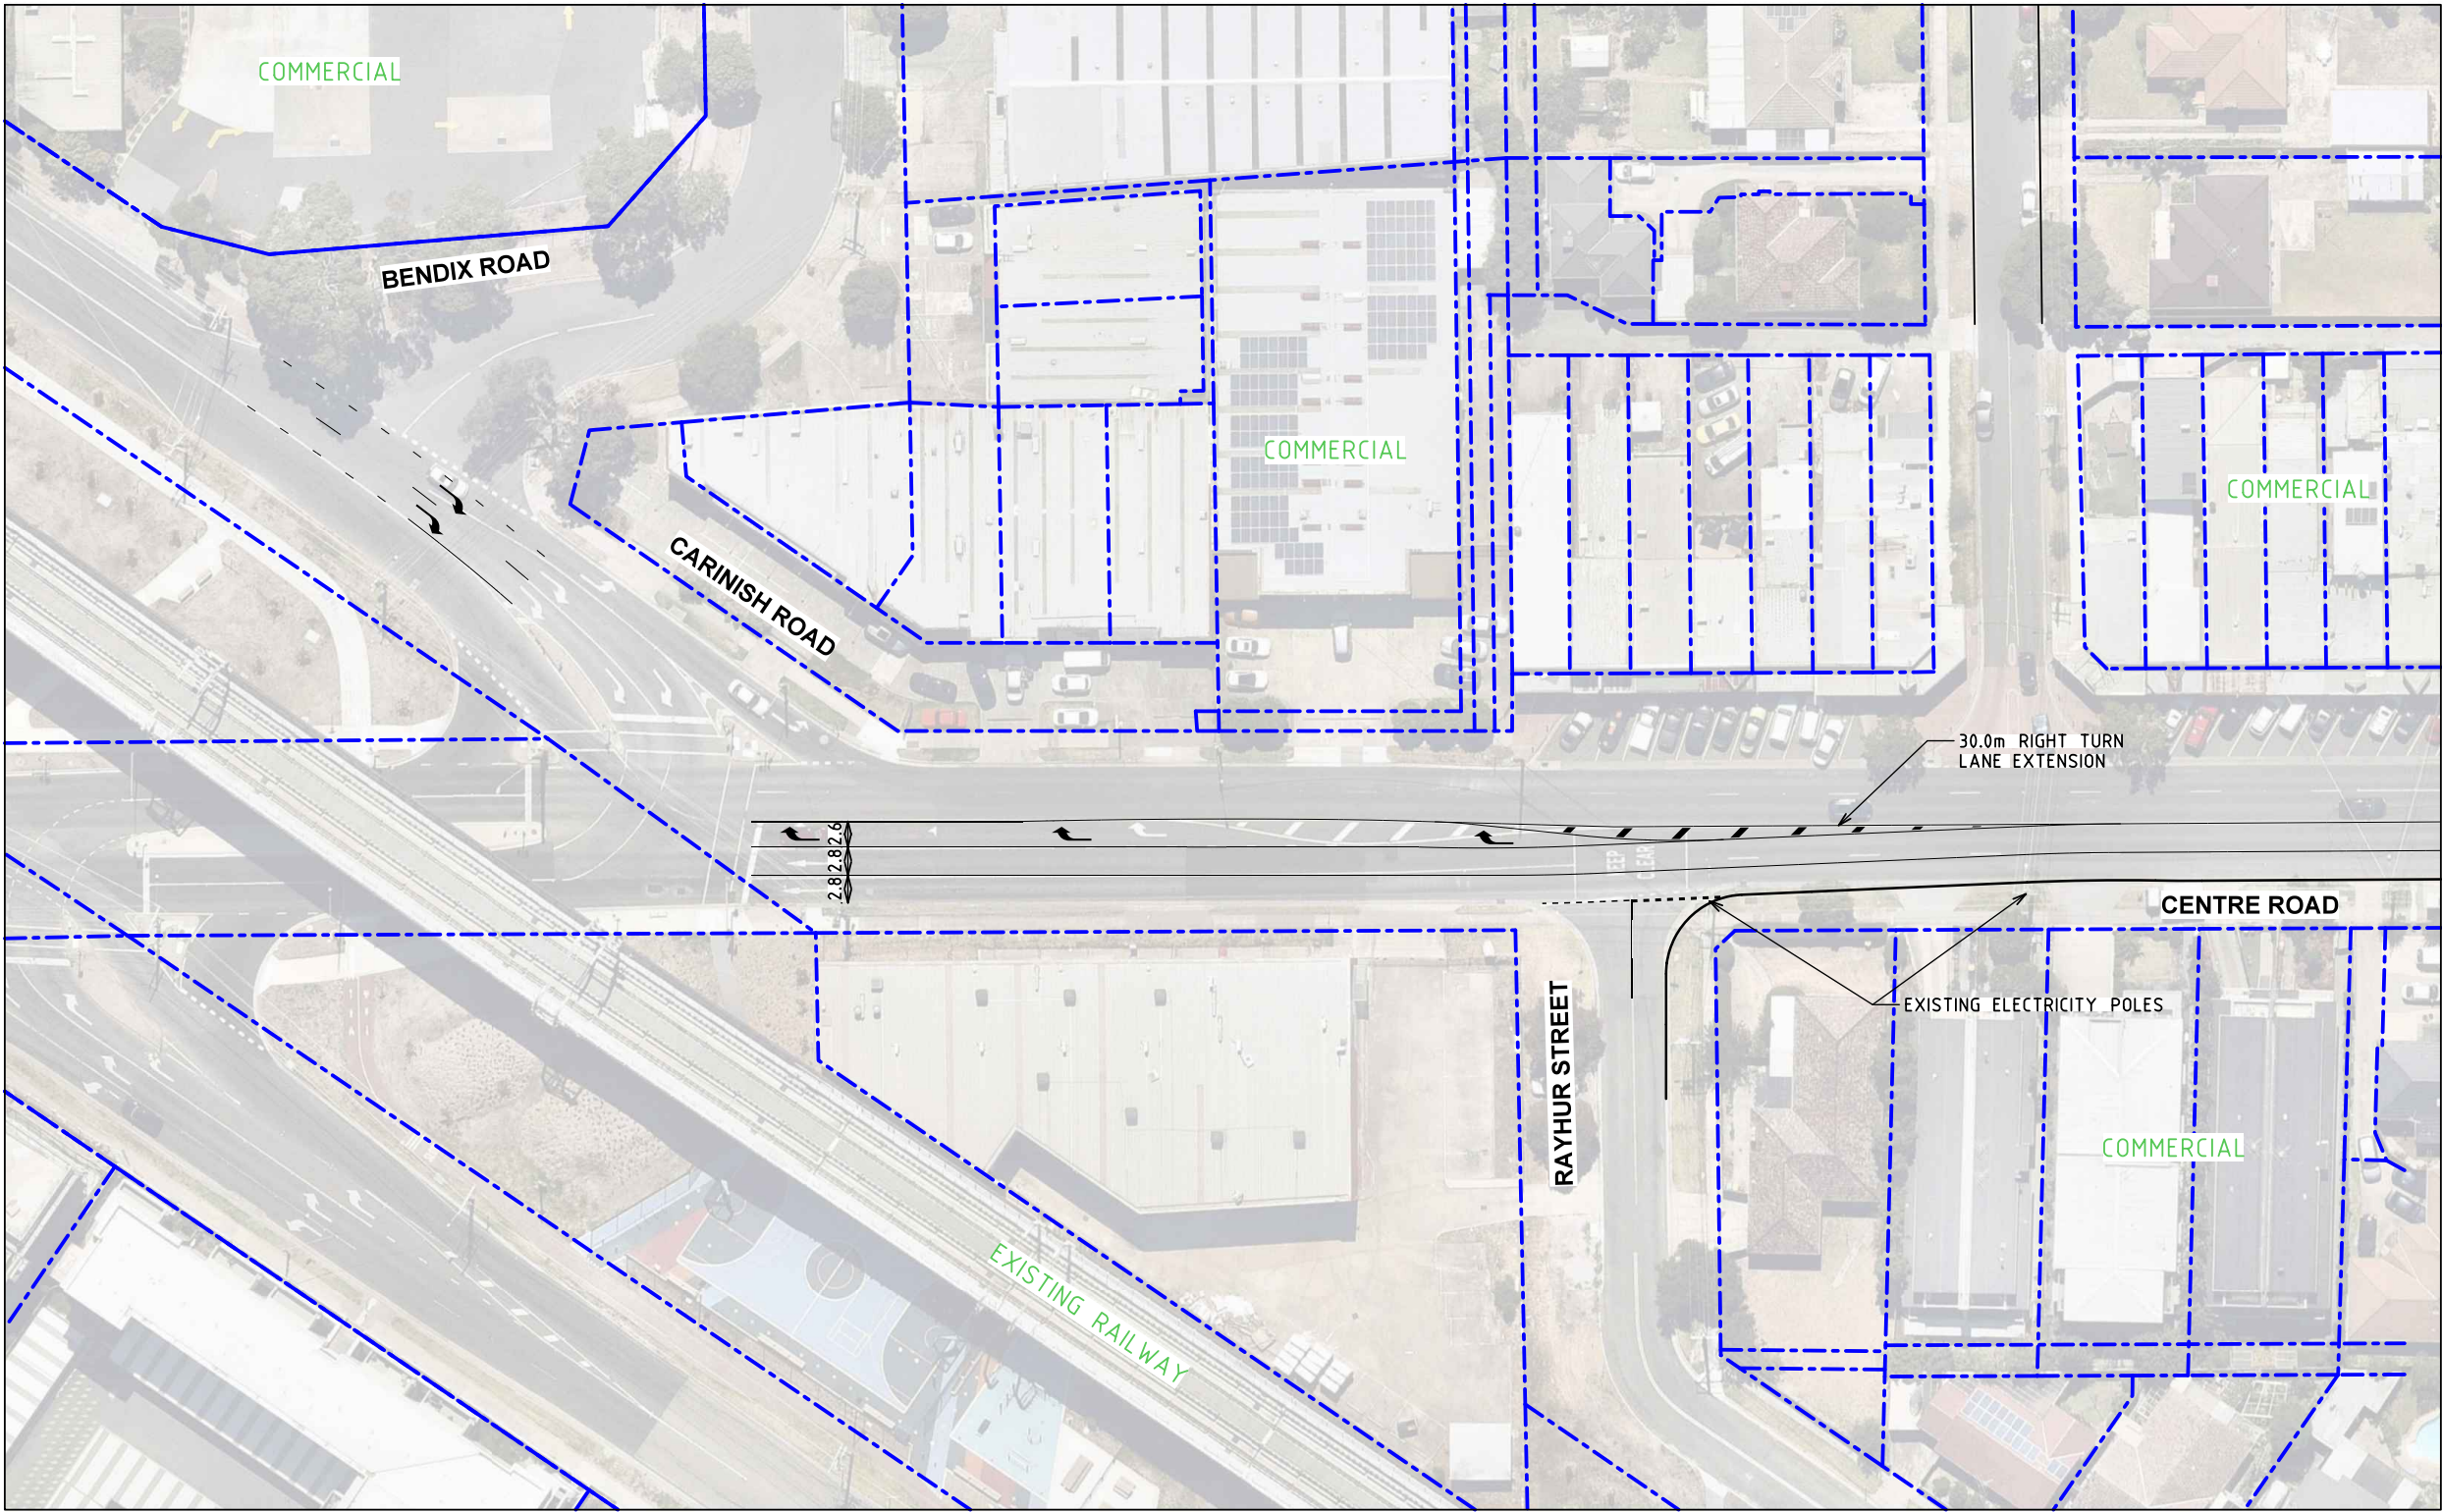 COMMERCIAL
BENDIX ROAD
COMMERCIAL
COMMERCIAL
CARINISH ROAD
30.0m RIGHT TURN
LANE EXTENSION
2.6
2.8
2.8
CLEAR
CENTRE ROAD
EXISTING ELECTRICITY POLES
RAYHUR STREET
COMMERCIAL
EXISTING RAILWAY